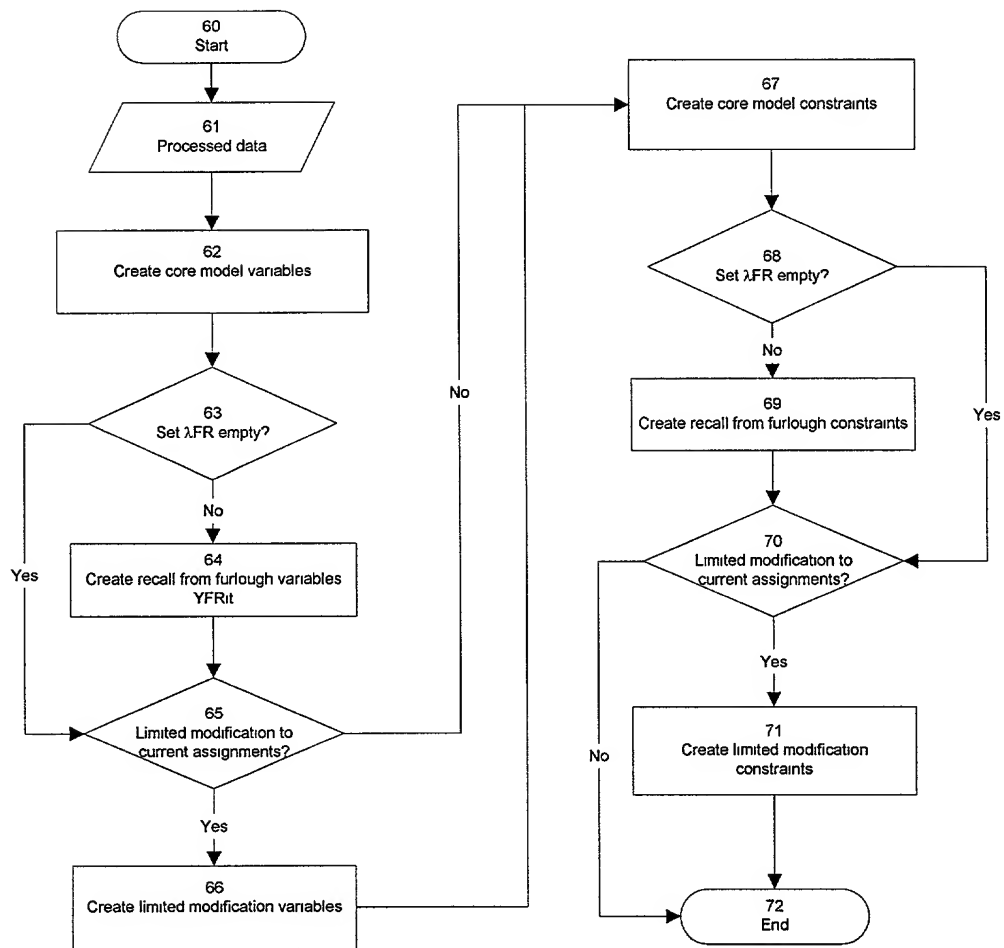 60
Start
61
Processed data
62
Create core model variables
63
Set λFR empty?
No
Yes
64
Create recall from furlough variables
YFRit
65
Limited modification to
current assignments?
Yes
66
Create limited modification variables
No
67
Create core model constraints
68
Set λFR empty?
No
Yes
69
Create recall from furlough constraints
70
Limited modification to
current assignments?
Yes
No
71
Create limited modification
constraints
72
End